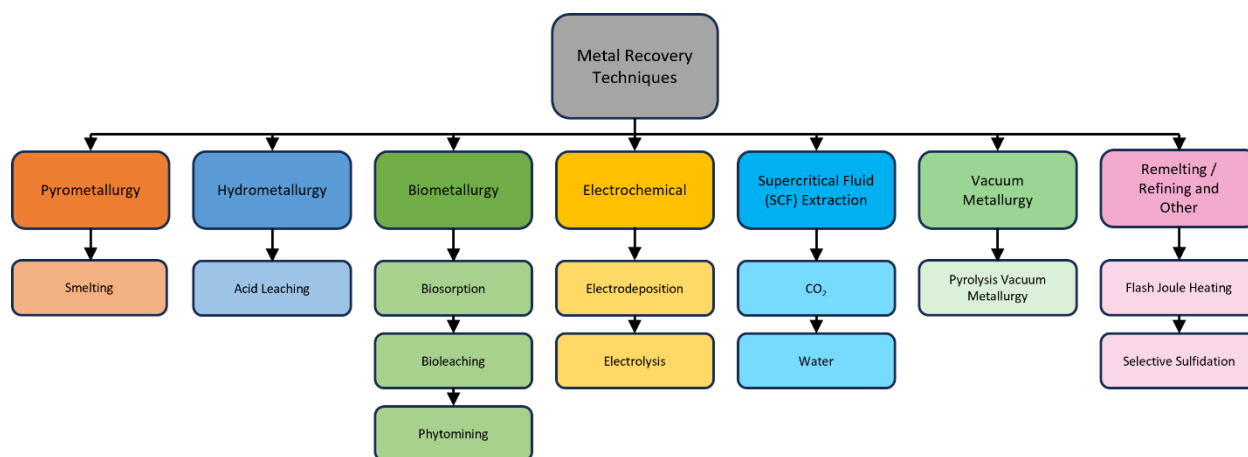 Metal Recovery
Techniques
Pyrometallurgy
Hydrometallurgy
Biometallurgy
Electrochemical
Supercritical Fluid
(SCF) Extraction
Vacuum
Metallurgy
Remelting /
Refining and
Other
Smelting
Acid Leaching
Biosorption
Electrodeposition
CO₂
Pyrolysis Vacuum
Metallurgy
Flash Joule Heating
Bioleaching
Electrolysis
Water
Selective Sulfidation
Phytomining